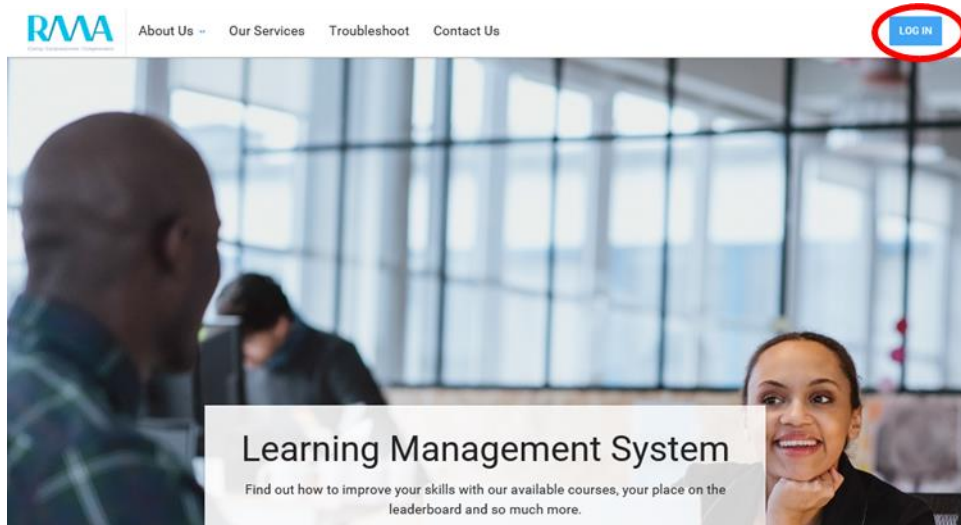 RMA
About Us Our Services Troubleshoot Contact Us
LOG IN
Learning Management System
Find out how to improve your skills with our available courses, your place on the
leaderboard and so much more.